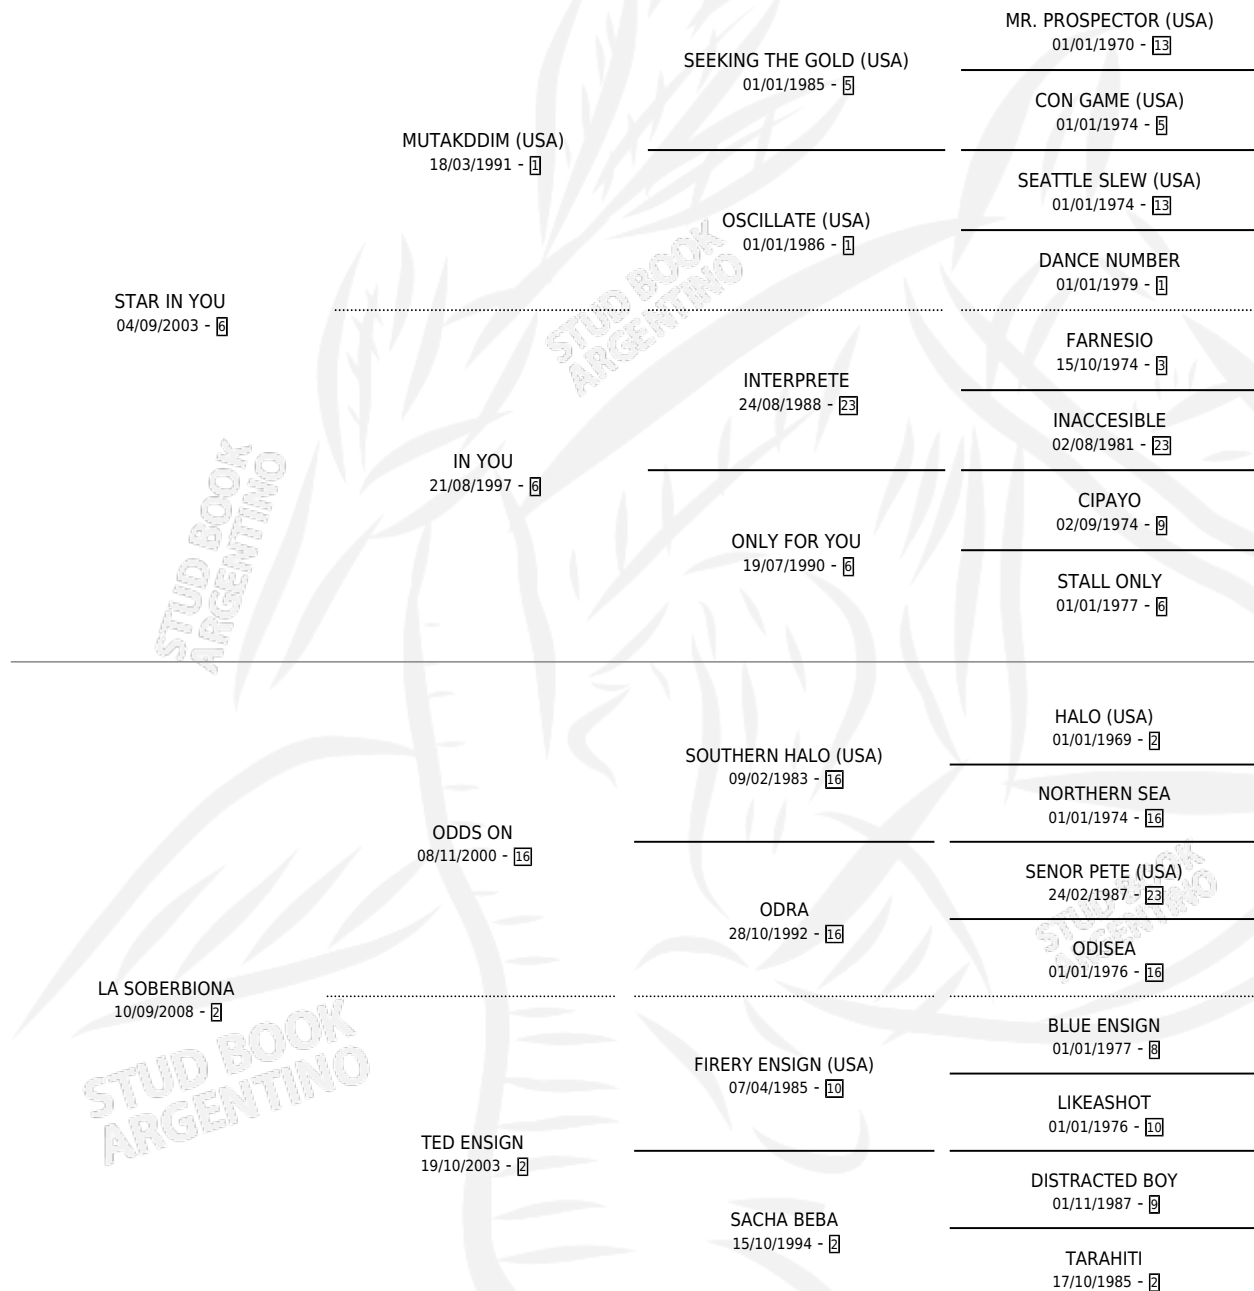 MR. PROSPECTOR (USA)
01/01/1970 - 13
SEEKING THE GOLD (USA)
01/01/1985 - 5
CON GAME (USA)
01/01/1974 - 5
MUTAKDDIM (USA)
18/03/1991 - 1
SEATTLE SLEW (USA)
01/01/1974 - 13
OSCILLATE (USA)
01/01/1986 - 1
DANCE NUMBER
01/01/1979 - 1
STUD BOOK
ARGENTINO
STAR IN YOU
04/09/2003 - 6
FARNESIO
15/10/1974 - 3
INTERPRETE
24/08/1988 - 23
INACCESIBLE
02/08/1981 - 23
IN YOU
21/08/1997 - 6
CIPAYO
02/09/1974 - 9
ONLY FOR YOU
19/07/1990 - 6
STALL ONLY
01/01/1977 - 6
STUD BOOK
ARGENTINO
HALO (USA)
01/01/1969 - 2
SOUTHERN HALO (USA)
09/02/1983 - 16
NORTHERN SEA
01/01/1974 - 16
ODDS ON
08/11/2000 - 16
SENOR PETE (USA)
24/02/1987 - 23
ODRA
28/10/1992 - 16
ODISEA
01/01/1976 - 16
STUD BOOK
ARGENTINO
LA SOBERBIONA
10/09/2008 - 2
BLUE ENSIGN
01/01/1977 - 8
FIRERY ENSIGN (USA)
07/04/1985 - 10
LIKEASHOT
01/01/1976 - 10
STUD BOOK
ARGENTINO
TED ENSIGN
19/10/2003 - 2
DISTRACTED BOY
01/11/1987 - 9
SACHA BEBA
15/10/1994 - 2
TARAHITI
17/10/1985 - 2